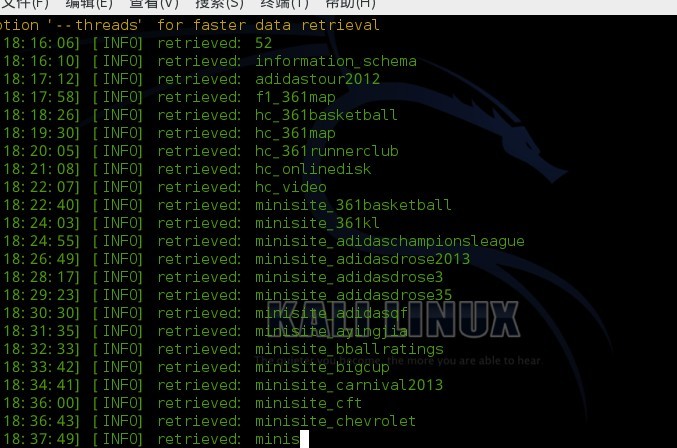 文件(F) 编辑(E) 查看(V) 搜索(S) 终端(T) 帮助(H)
ption '--threads' for faster data retrieval
18:16:06] [INFO] retrieved: 52
18:16:10] [INFO] retrieved: information_schema
18:17:12] [INFO] retrieved: adidastour2012
18:17:58] [INFO] retrieved: f1_361map
18:18:26] [INFO] retrieved: hc_361basketball
18:19:30] [INFO] retrieved: hc_361map
18:20:05] [INFO] retrieved: hc_361runnerclub
18:21:08] [INFO] retrieved: hc_onlinedisk
18:22:07] [INFO] retrieved: hc_video
18:22:40] [INFO] retrieved: minisite_361basketball
18:24:03] [INFO] retrieved: minisite_361kl
18:24:55] [INFO] retrieved: minisite_adidaschampionsleague
18:26:49] [INFO] retrieved: minisite_adidasdrose2013
18:28:17] [INFO] retrieved: minisite_adidasdrose3
18:29:23] [INFO] retrieved: minisite_adidasdrose35
18:30:30] [INFO] retrieved: minisite_adidasqf
18:31:35] [INFO] retrieved: minisite_ayingjia
KALI LINUX
18:32:33] [INFO] retrieved: minisite_bballratings
the more you are able to hear
18:33:42] [INFO] retrieved: minisite_bigcup
18:34:41] [INFO] retrieved: minisite_carnival2013
18:36:00] [INFO] retrieved: minisite_cft
18:36:43] [INFO] retrieved: minisite_chevrolet
18:37:49] [INFO] retrieved: minis